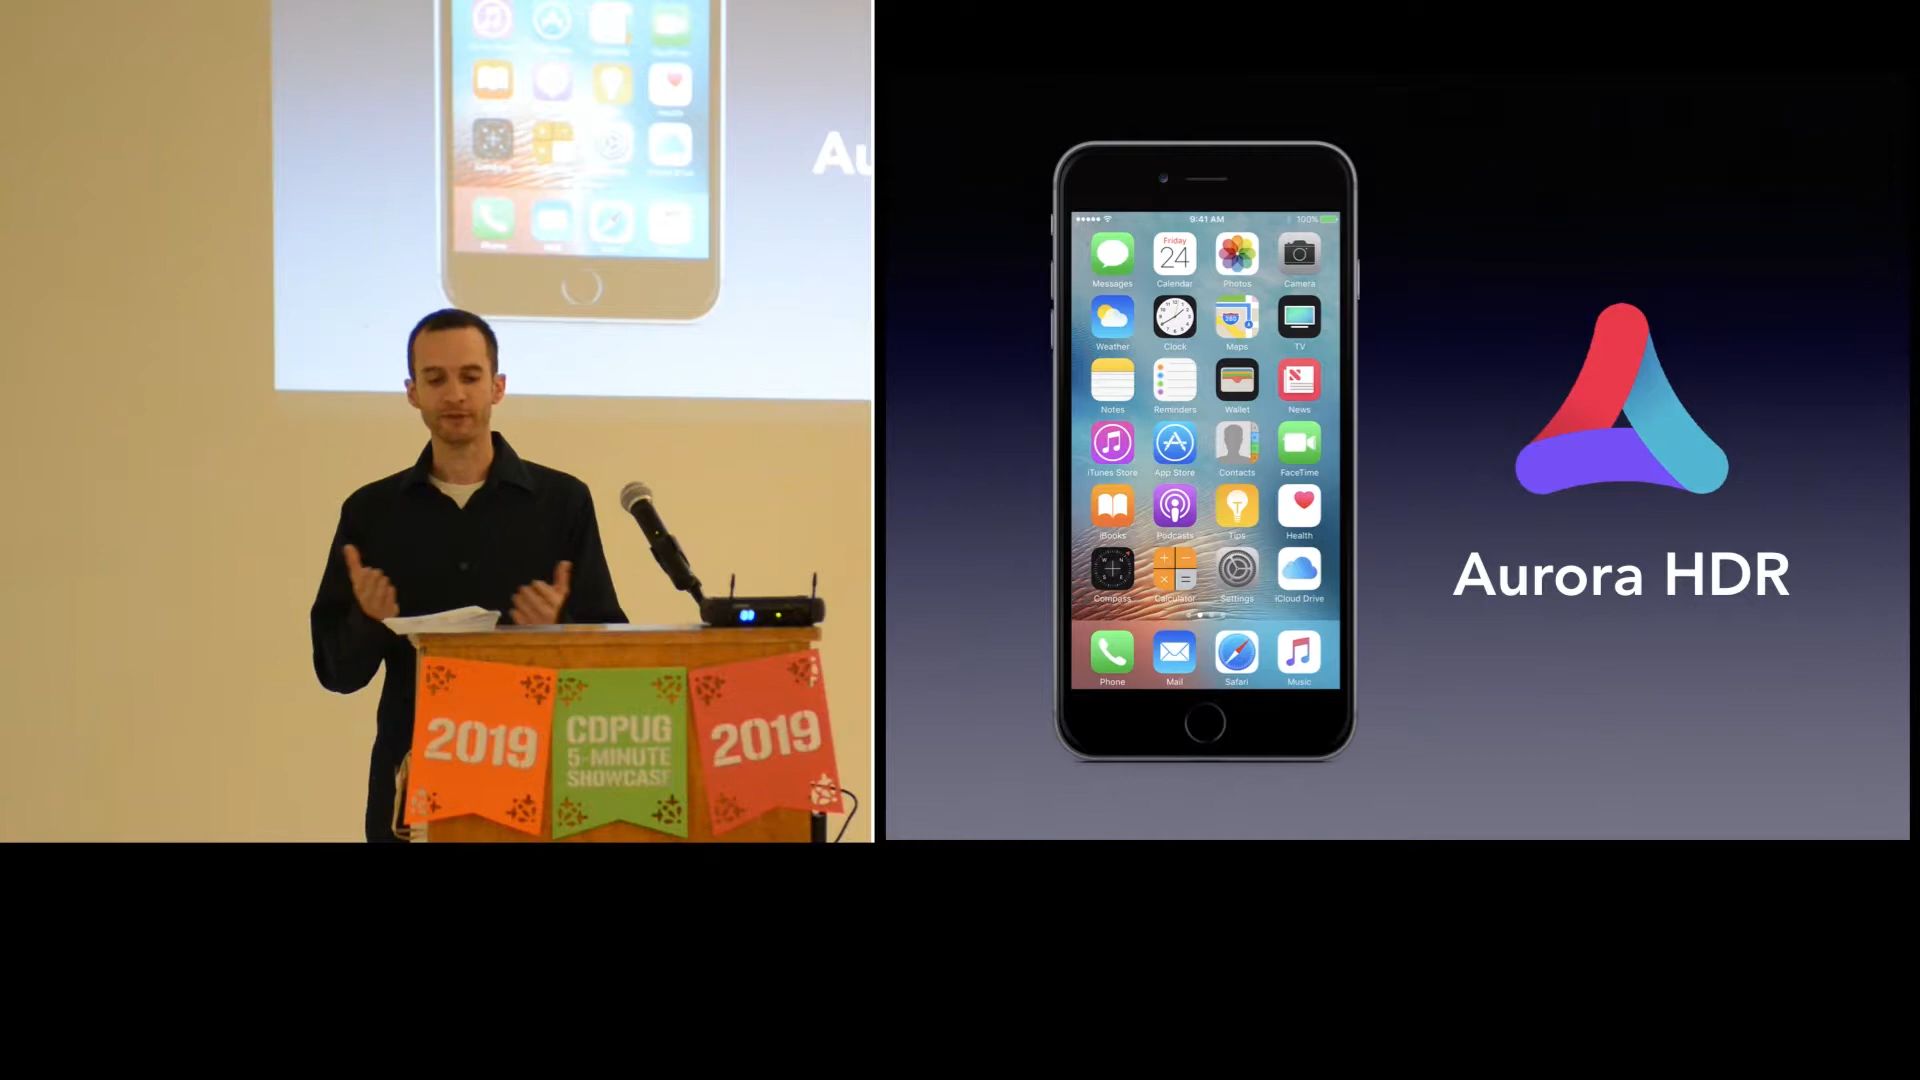 Au
2019
CDPUG
5-MINUTE
SHOWCASE
2019
9:41 AM
100%
Friday
24
Messages
Calendar
Photos
Camera
280
Weather
Clock
Maps
TV
Notes
Reminders
Wallet
News
iTunes Store
App Store
Contacts
FaceTime
iBooks
Podcasts
Tips
Health
Compass
Calculator
Settings
iCloud Drive
Phone
Mail
Safari
Music
Aurora HDR